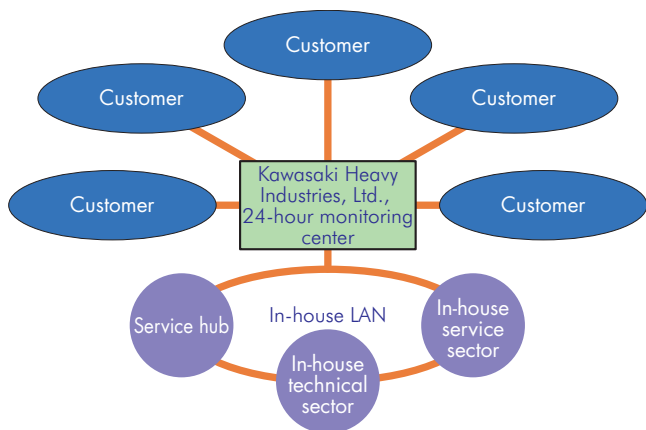 Customer
Customer
Customer
Customer
Customer
Kawasaki Heavy
Industries, Ltd.,
24-hour monitoring
center
Service hub
In-house LAN
In-house
service
sector
In-house
technical
sector